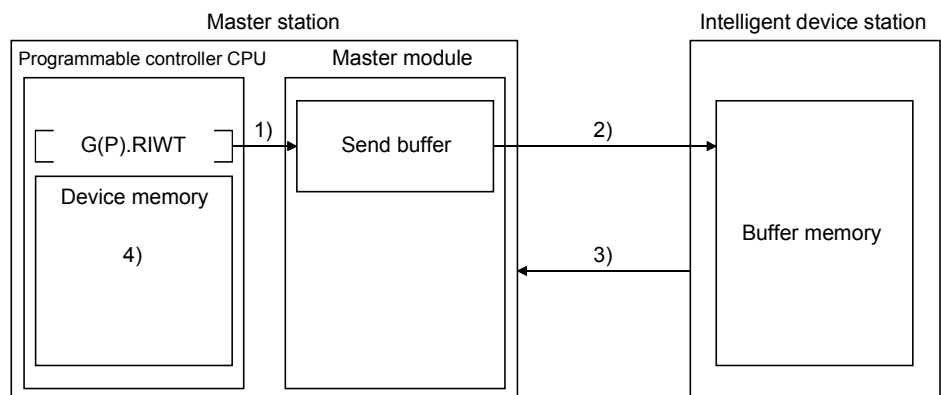 Master station
Intelligent device station
Programmable controller CPU
Master module
G(P).RIWT
1)
Send buffer
2)
Device memory
4)
3)
Buffer memory